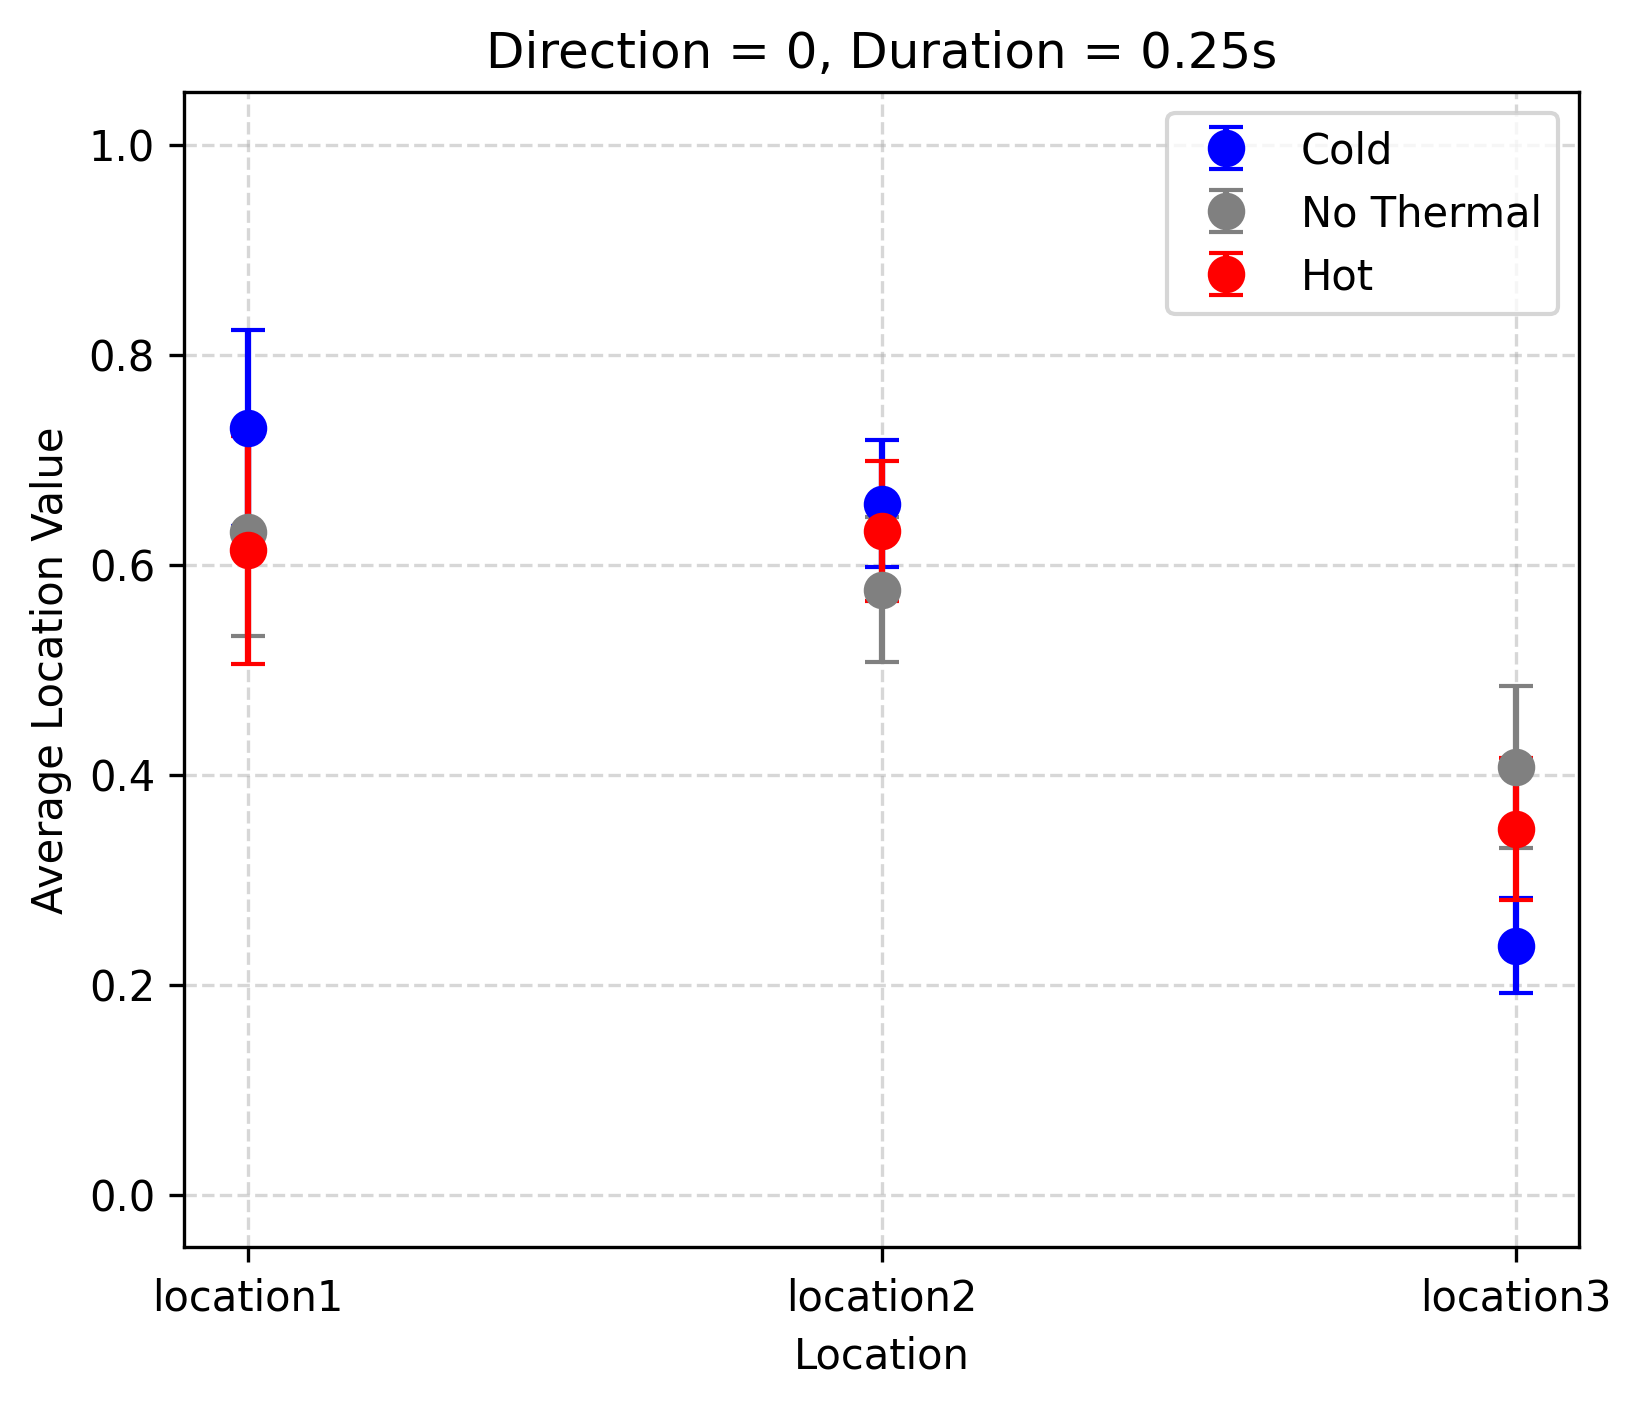 Direction = 0, Duration = 0.25s
Cold
No Thermal
Hot
1.0
0.8
0.6
0.4
0.2
0.0
Average Location Value
location1
location2
location3
Location